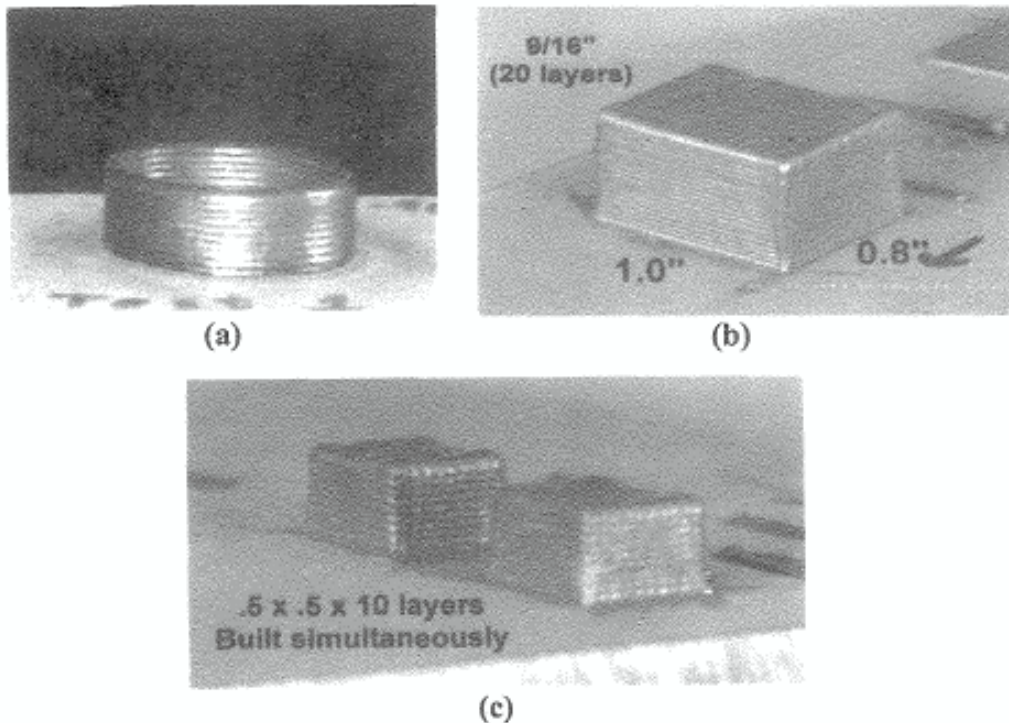 9/16"
(20 layers)
1.0"
0.8"
(a)
(b)
.5 x .5 x 10 layers
Built simultaneously
(c)